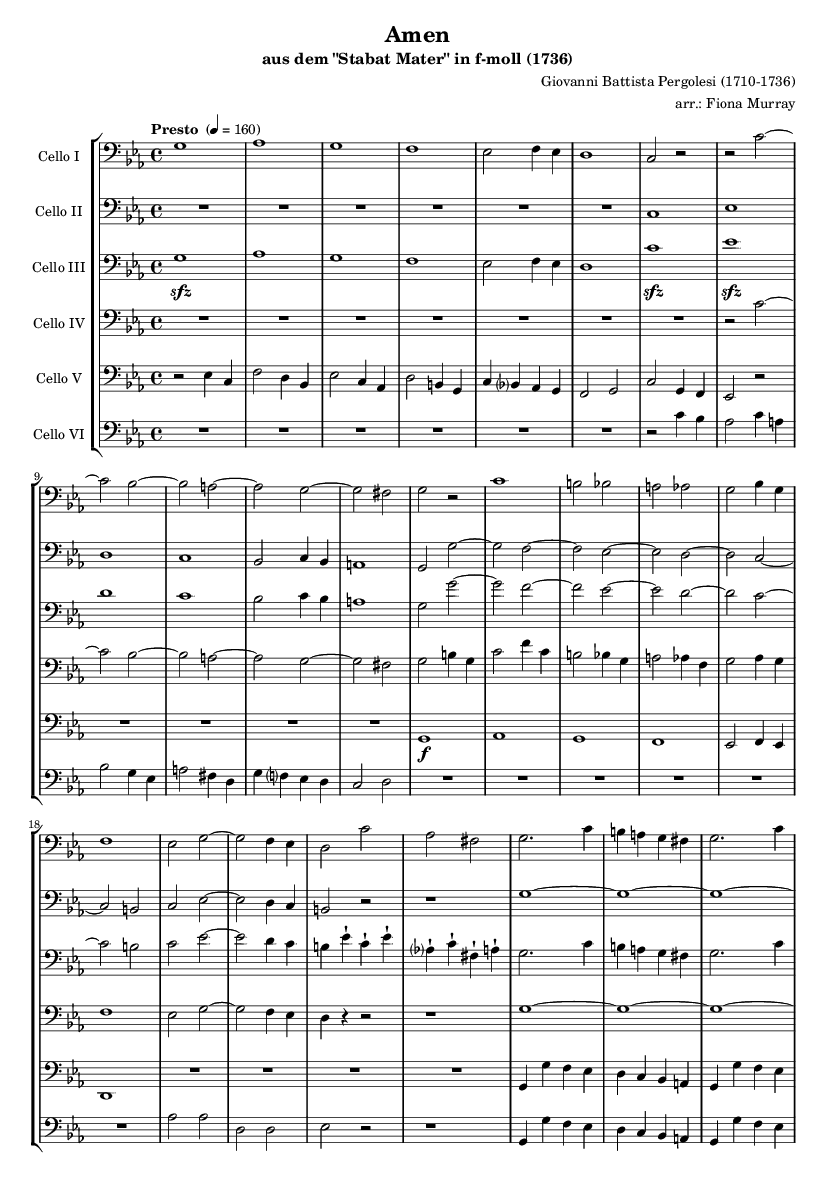 Amen
aus dem "Stabat Mater" in f-moll (1736)
Giovanni Battista Pergolesi (1710-1736)
arr.: Fiona Murray
Presto (♩ = 160)
Cello I
Cello II
Cello III
sfz sfz sfz
Cello IV
Cello V
Cello VI
9
f
18